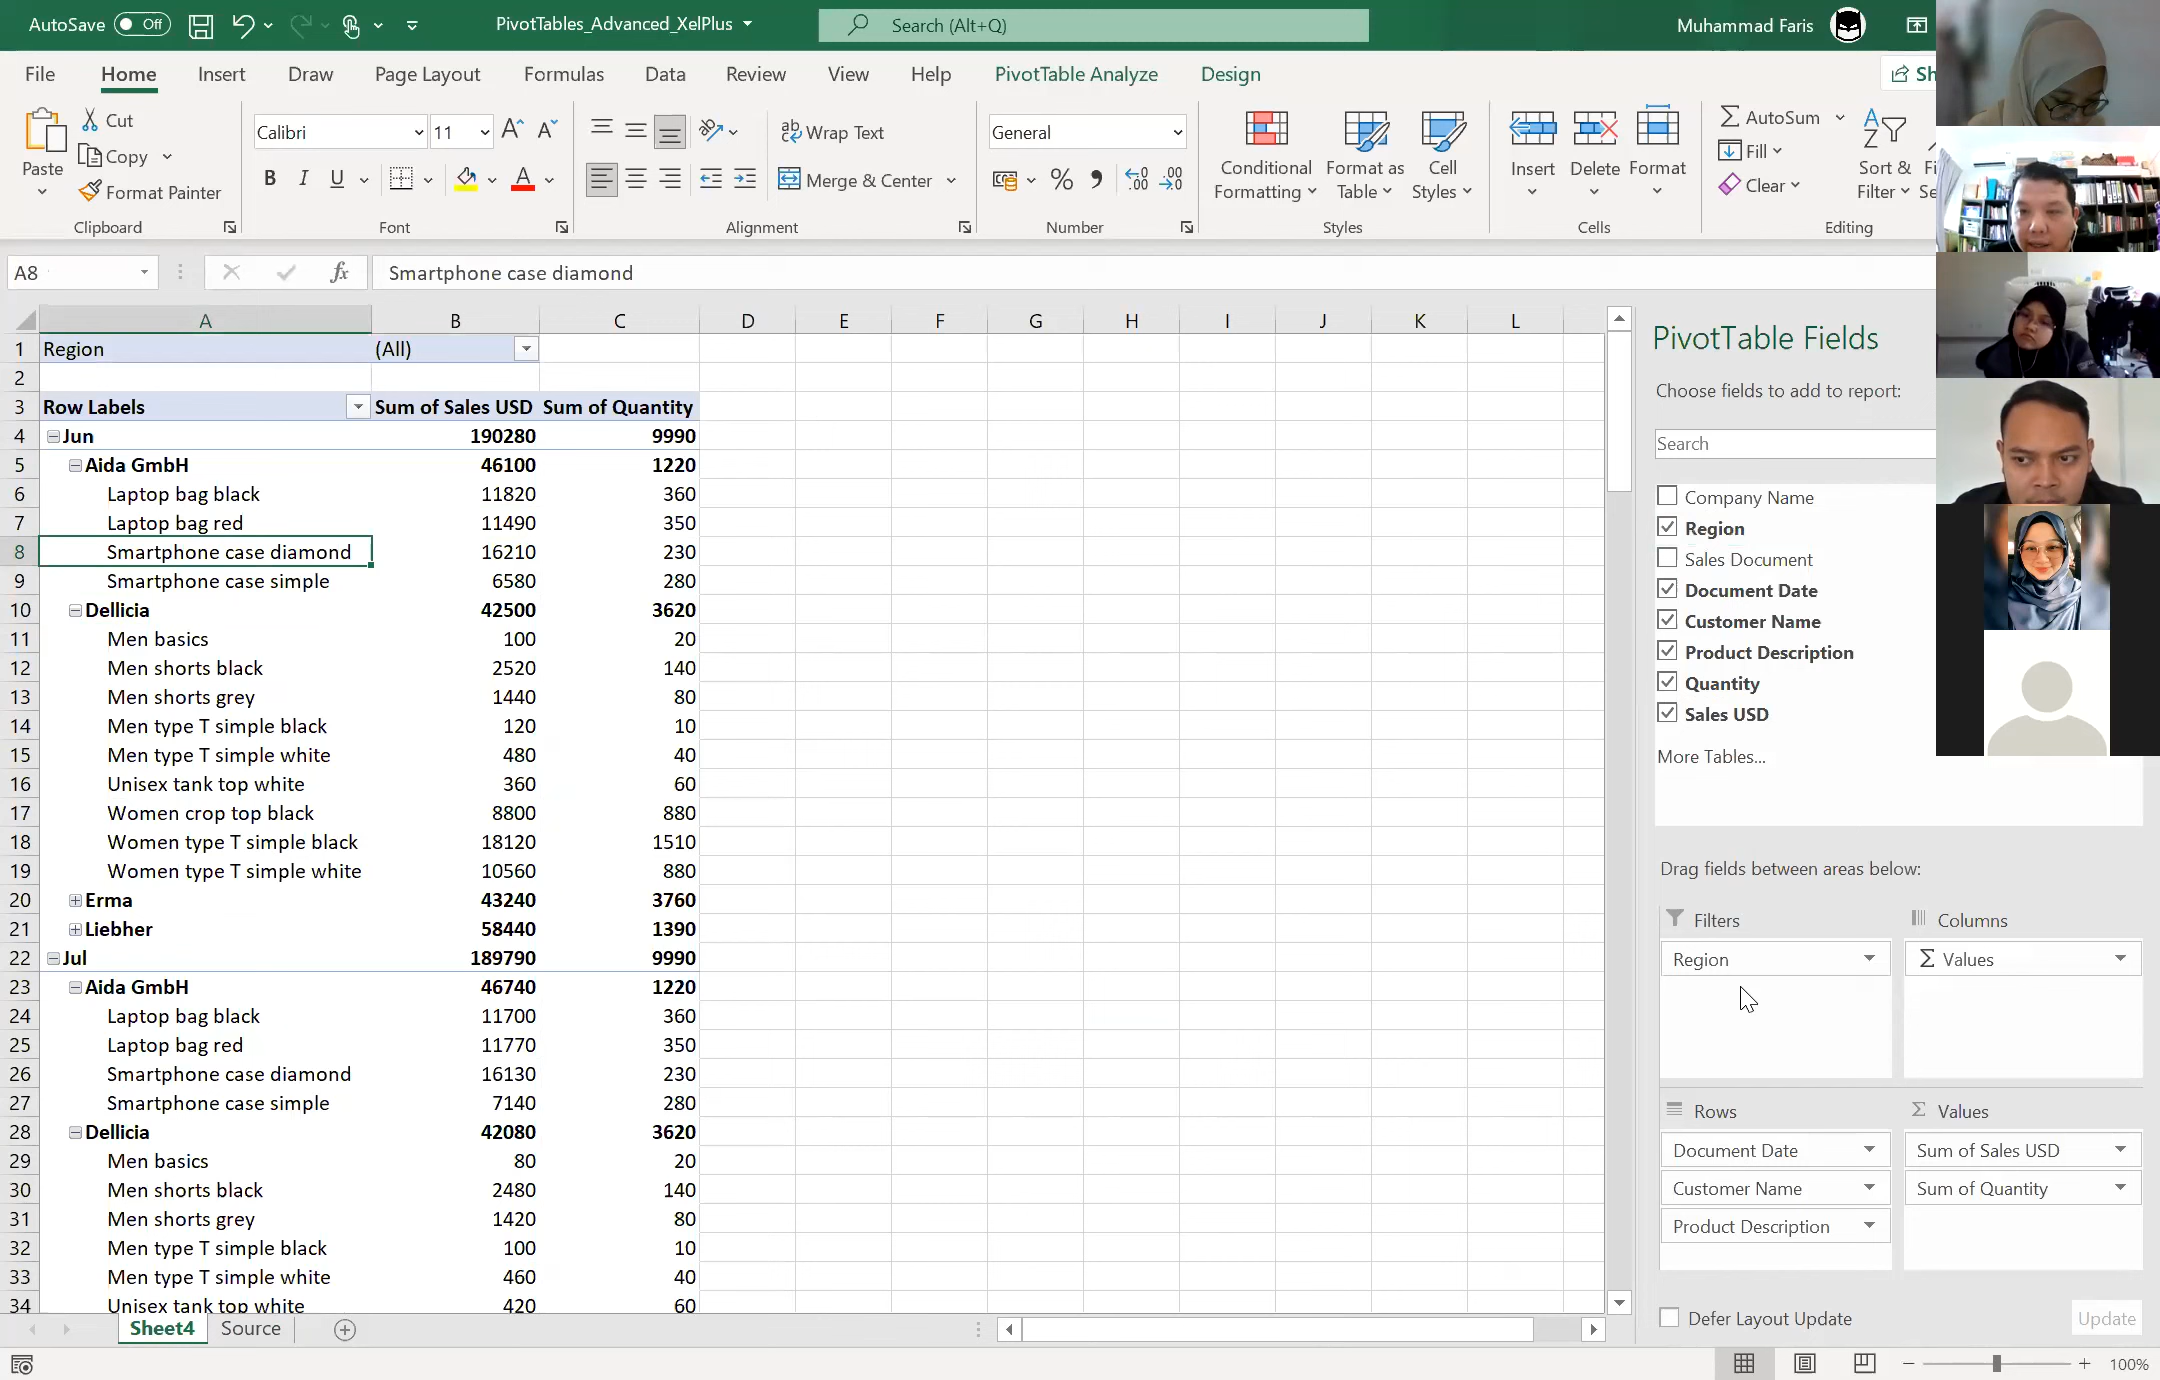 AutoSave Off PivotTables_Advanced_XelPlus Search (Alt+Q) Muhammad Faris
File Home Insert Draw Page Layout Formulas Data Review View Help PivotTable Analyze Design Sh
Paste Cut Copy Format Painter
Clipboard
Calibri 11
B I U
Font
Wrap Text
Merge & Center
Alignment
General
Number
Conditional Formatting Format as Table Cell Styles
Styles
Insert Delete Format
Cells
AutoSum
Fill
Clear
Sort & Filter
Editing
A8 fx Smartphone case diamond
A B C D E F G H I J K L
1 Region (All)
2
3 Row Labels Sum of Sales USD Sum of Quantity
4 Jun 190280 9990
5 Aida GmbH 46100 1220
6 Laptop bag black 11820 360
7 Laptop bag red 11490 350
8 Smartphone case diamond 16210 230
9 Smartphone case simple 6580 280
10 Dellicia 42500 3620
11 Men basics 100 20
12 Men shorts black 2520 140
13 Men shorts grey 1440 80
14 Men type T simple black 120 10
15 Men type T simple white 480 40
16 Unisex tank top white 360 60
17 Women crop top black 8800 880
18 Women type T simple black 18120 1510
19 Women type T simple white 10560 880
20 Erma 43240 3760
21 Liebher 58440 1390
22 Jul 189790 9990
23 Aida GmbH 46740 1220
24 Laptop bag black 11700 360
25 Laptop bag red 11770 350
26 Smartphone case diamond 16130 230
27 Smartphone case simple 7140 280
28 Dellicia 42080 3620
29 Men basics 80 20
30 Men shorts black 2480 140
31 Men shorts grey 1420 80
32 Men type T simple black 100 10
33 Men type T simple white 460 40
34 Unisex tank top white 420 60
Sheet4 Source
PivotTable Fields
Choose fields to add to report:
Search
Company Name
Region
Sales Document
Document Date
Customer Name
Product Description
Quantity
Sales USD
More Tables...
Drag fields between areas below:
Filters Columns
Region Σ Values
Rows Σ Values
Document Date Sum of Sales USD
Customer Name Sum of Quantity
Product Description
Defer Layout Update Update
100%